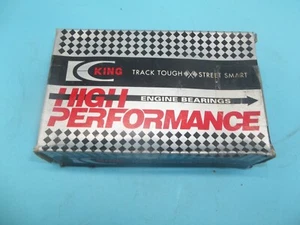 KING TRACK TOUGH STREET SMART
HIGH
ENGINE BEARINGS
PERFORMANCE